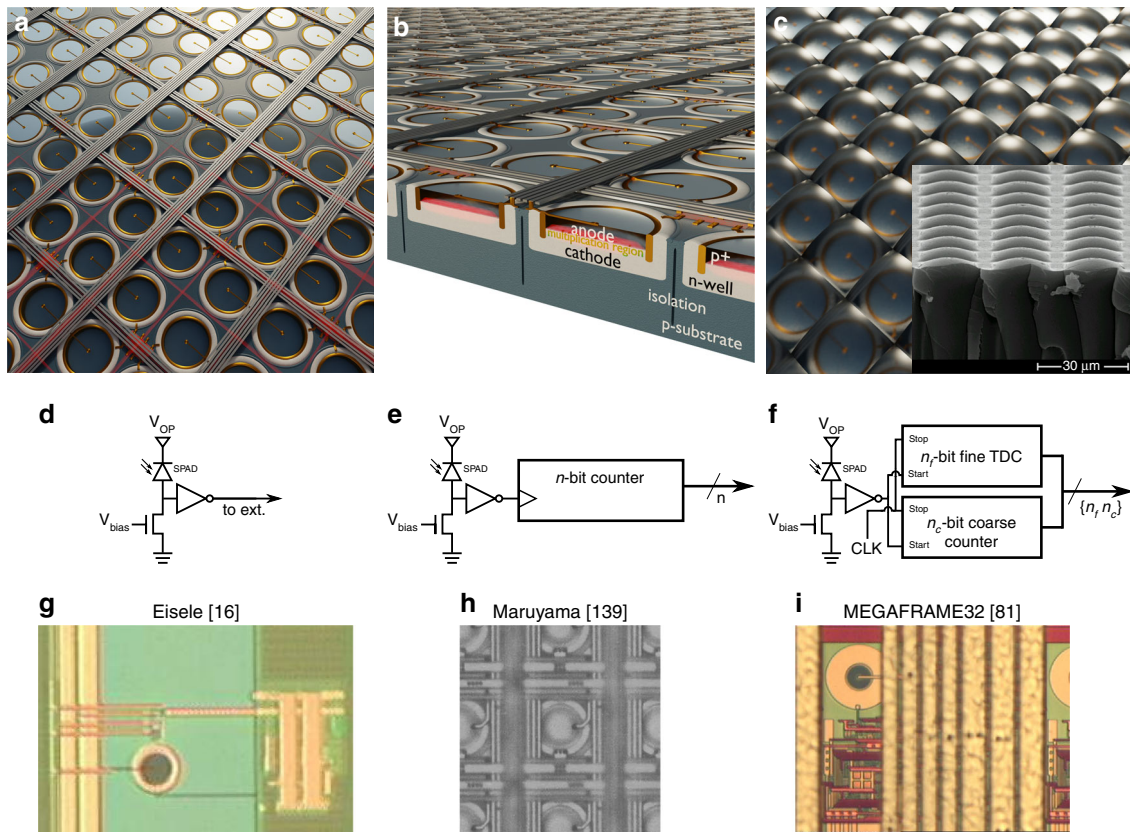 a
b
anode
multiplication region
cathode
p+
n-well
isolation
p-substrate
c
30 μm
d
V_OP
SPAD
V_bias
to ext.
e
V_OP
SPAD
V_bias
n-bit counter
n
f
V_OP
SPAD
V_bias
CLK
Stop
n_f-bit fine TDC
Start
Stop
n_c-bit coarse
counter
Start
{n_f n_c}
g
Eisele [16]
h
Maruyama [139]
i
MEGAFRAME32 [81]